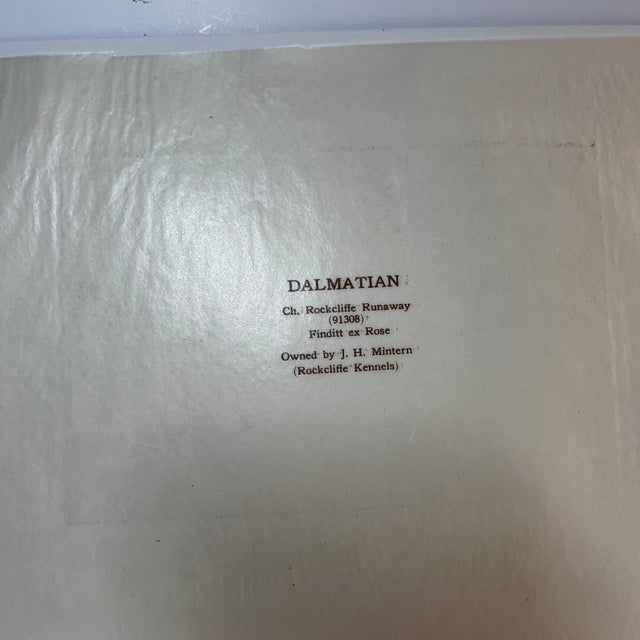 DALMATIAN
Ch. Rockcliffe Runaway
(91308)
Finditt ex Rose
Owned by J. H. Mintern
(Rockcliffe Kennels)